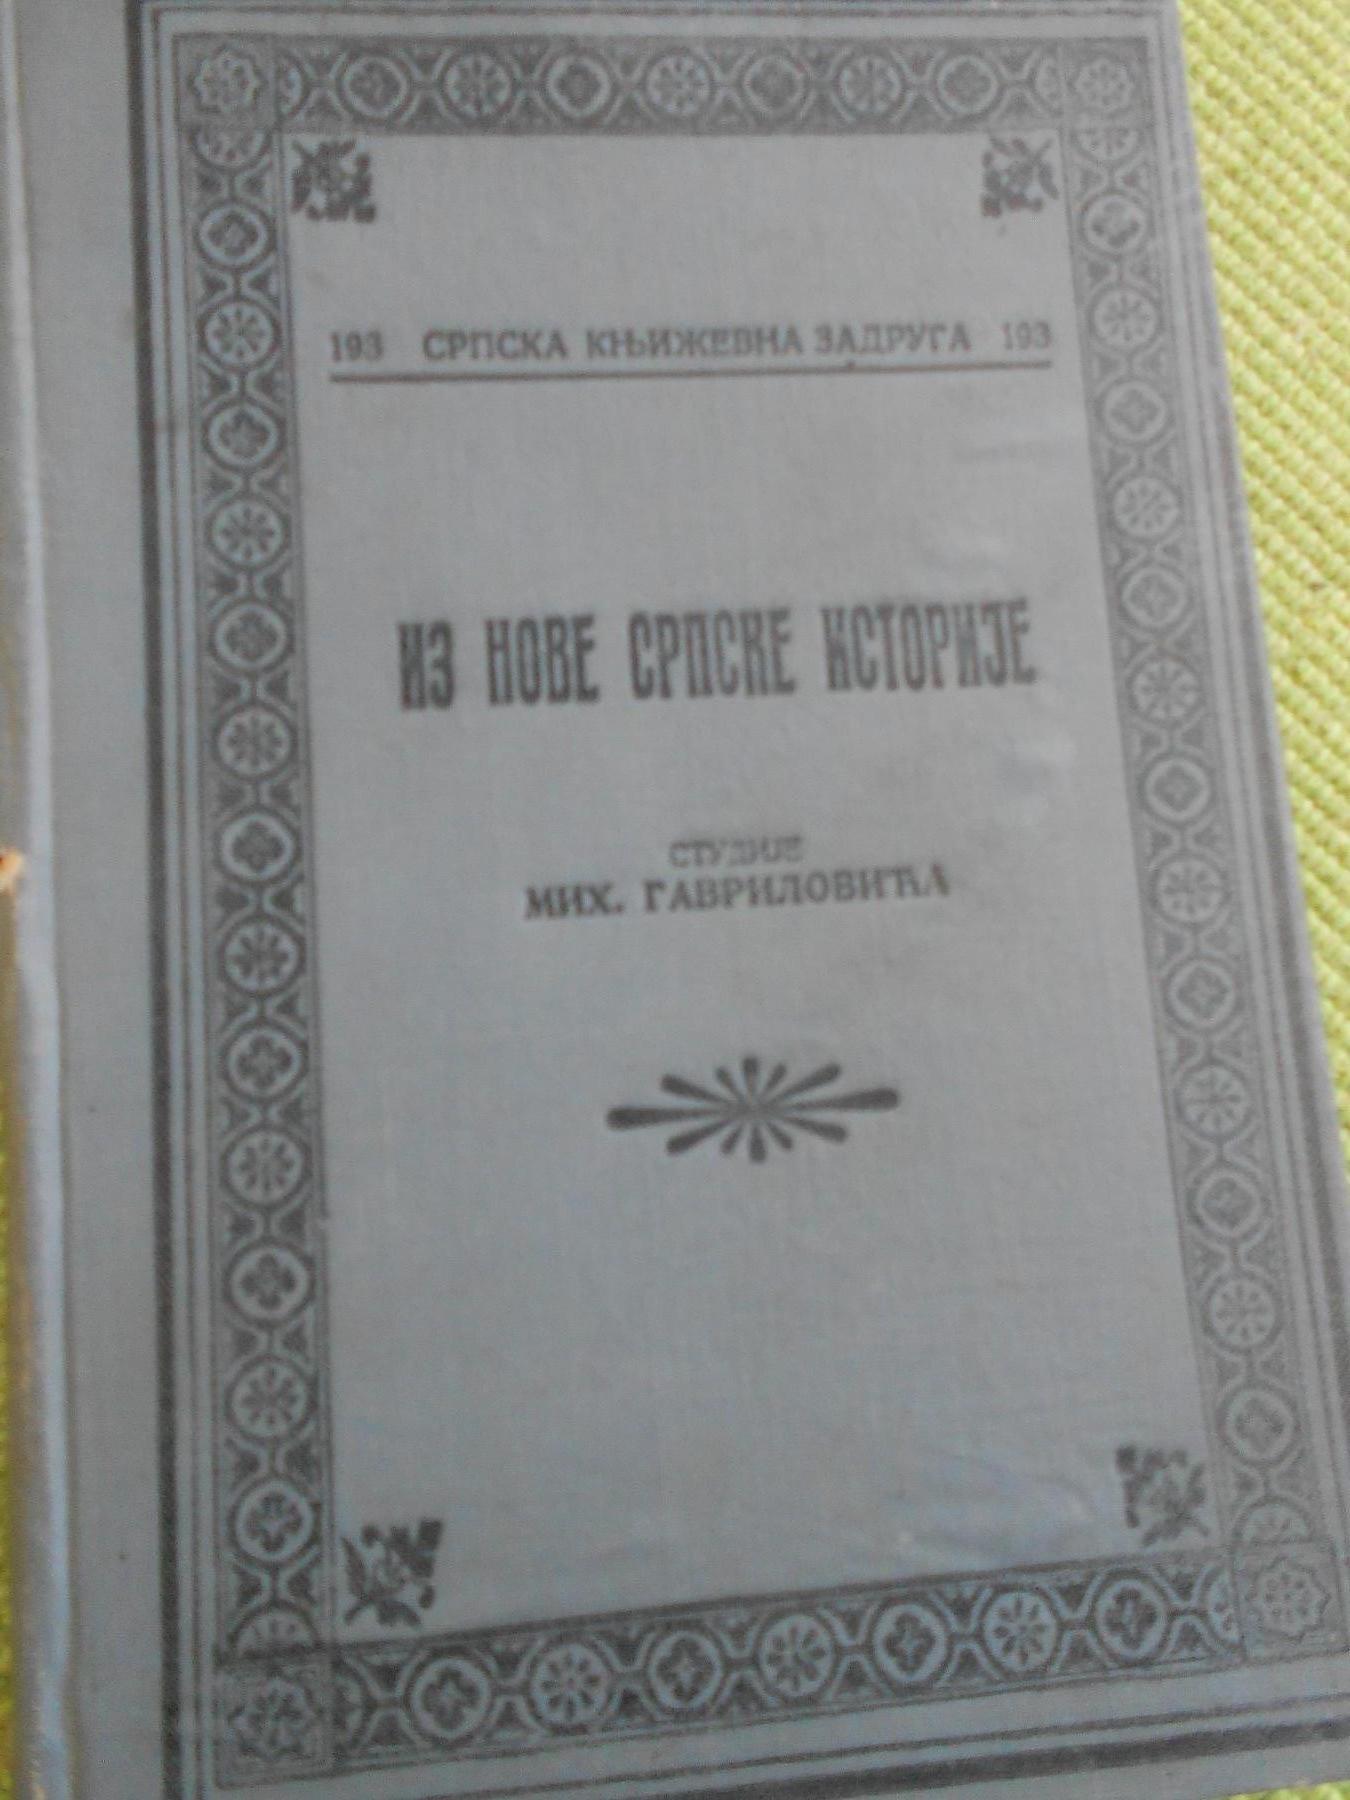 193 СРПСКА КЊИЖЕВНА ЗАДРУГА 193
ИЗ НОВЕ СРПСКЕ ИСТОРИЈЕ
СТУДИЈЕ
МИХ. ГАВРИЛОВИЋА